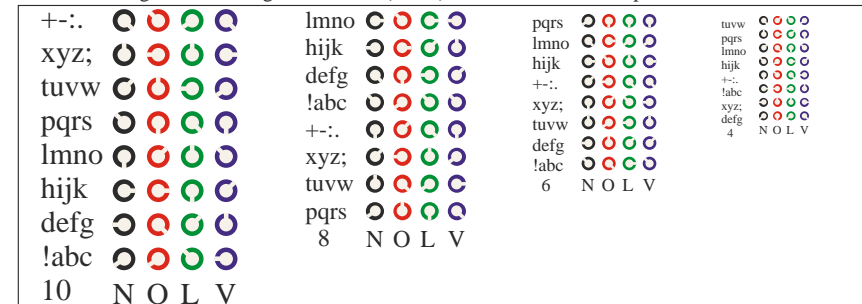 +-:.
xyz;
tuvw
pqrs
lmno
hijk
defg
!abc
10 N O L V
lmno
hijk
defg
!abc
+-:.
xyz;
tuvw
pqrs
8 N O L V
pqrs
lmno
hijk
+-:.
xyz;
tuvw
defg
!abc
6 N O L V
tuvw
pqrs
lmno
hijk
+-:.
!abc
xyz;
defg
4 N O L V